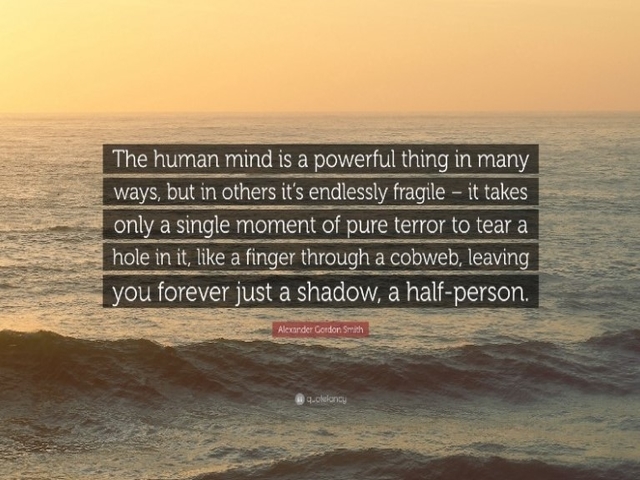 The human mind is a powerful thing in many
ways, but in others it's endlessly fragile – it takes
only a single moment of pure terror to tear a
hole in it, like a finger through a cobweb, leaving
you forever just a shadow, a half-person.
Alexander Gordon Smith
quotefancy